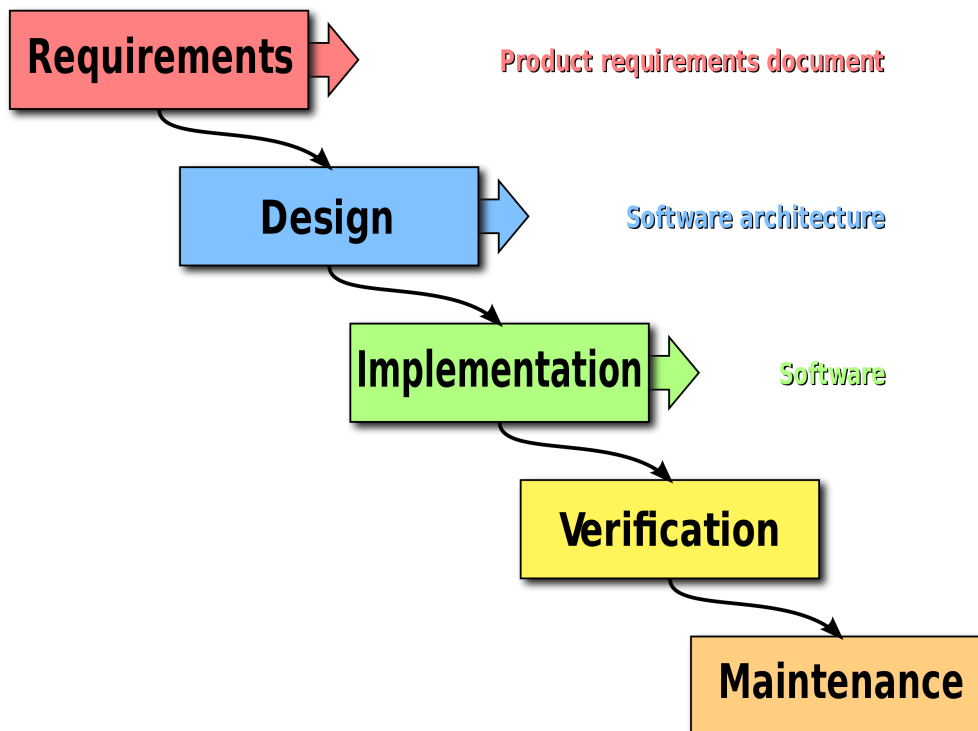 Requirements
Product requirements document
Design
Software architecture
Implementation
Software
Verification
Maintenance